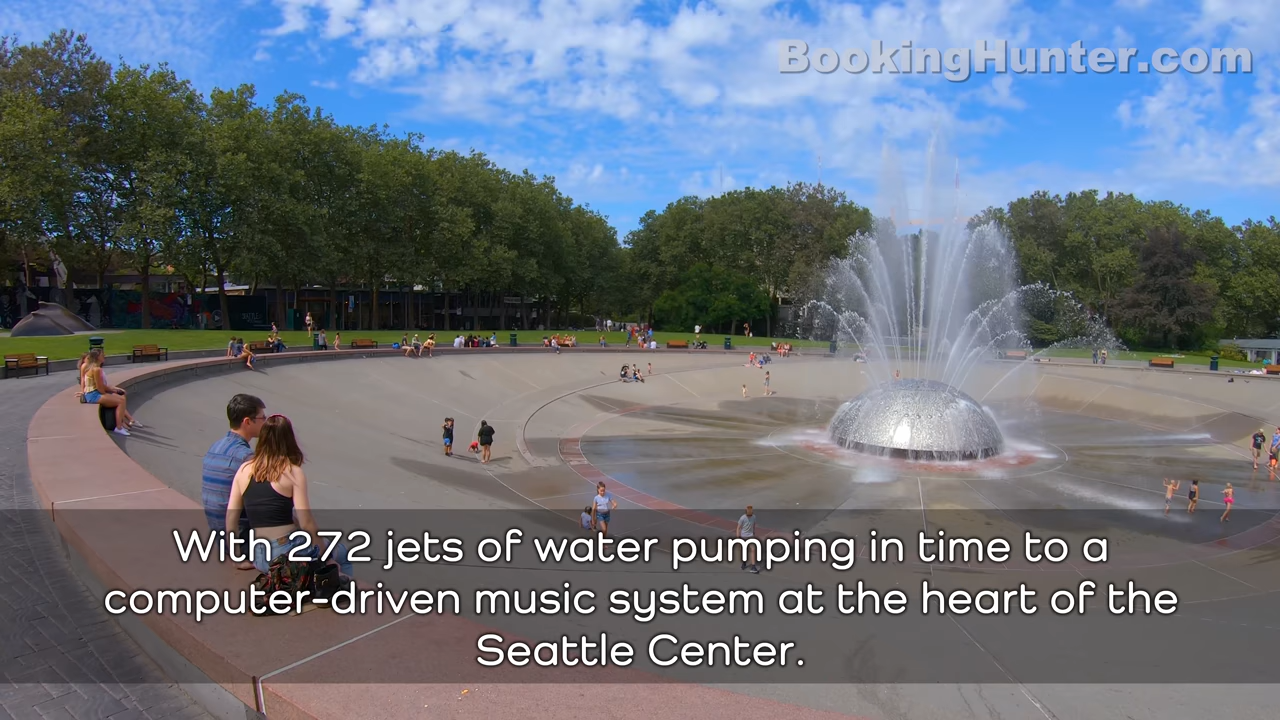 BookingHunter.com
With 272 jets of water pumping in time to a
computer-driven music system at the heart of the
Seattle Center.